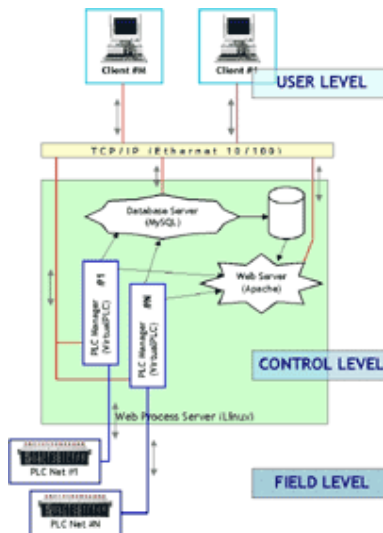 Client #N
Client #1
USER LEVEL
TCP/IP (Ethernet 10/100)
Database Server
(MySQL)
Web Server
(Apache)
PLC Manager
(VirtualPLC)
#1
PLC Manager
(VirtualPLC)
#N
CONTROL LEVEL
Web Process Server (Linux)
PLC Net #1
FIELD LEVEL
PLC Net #N